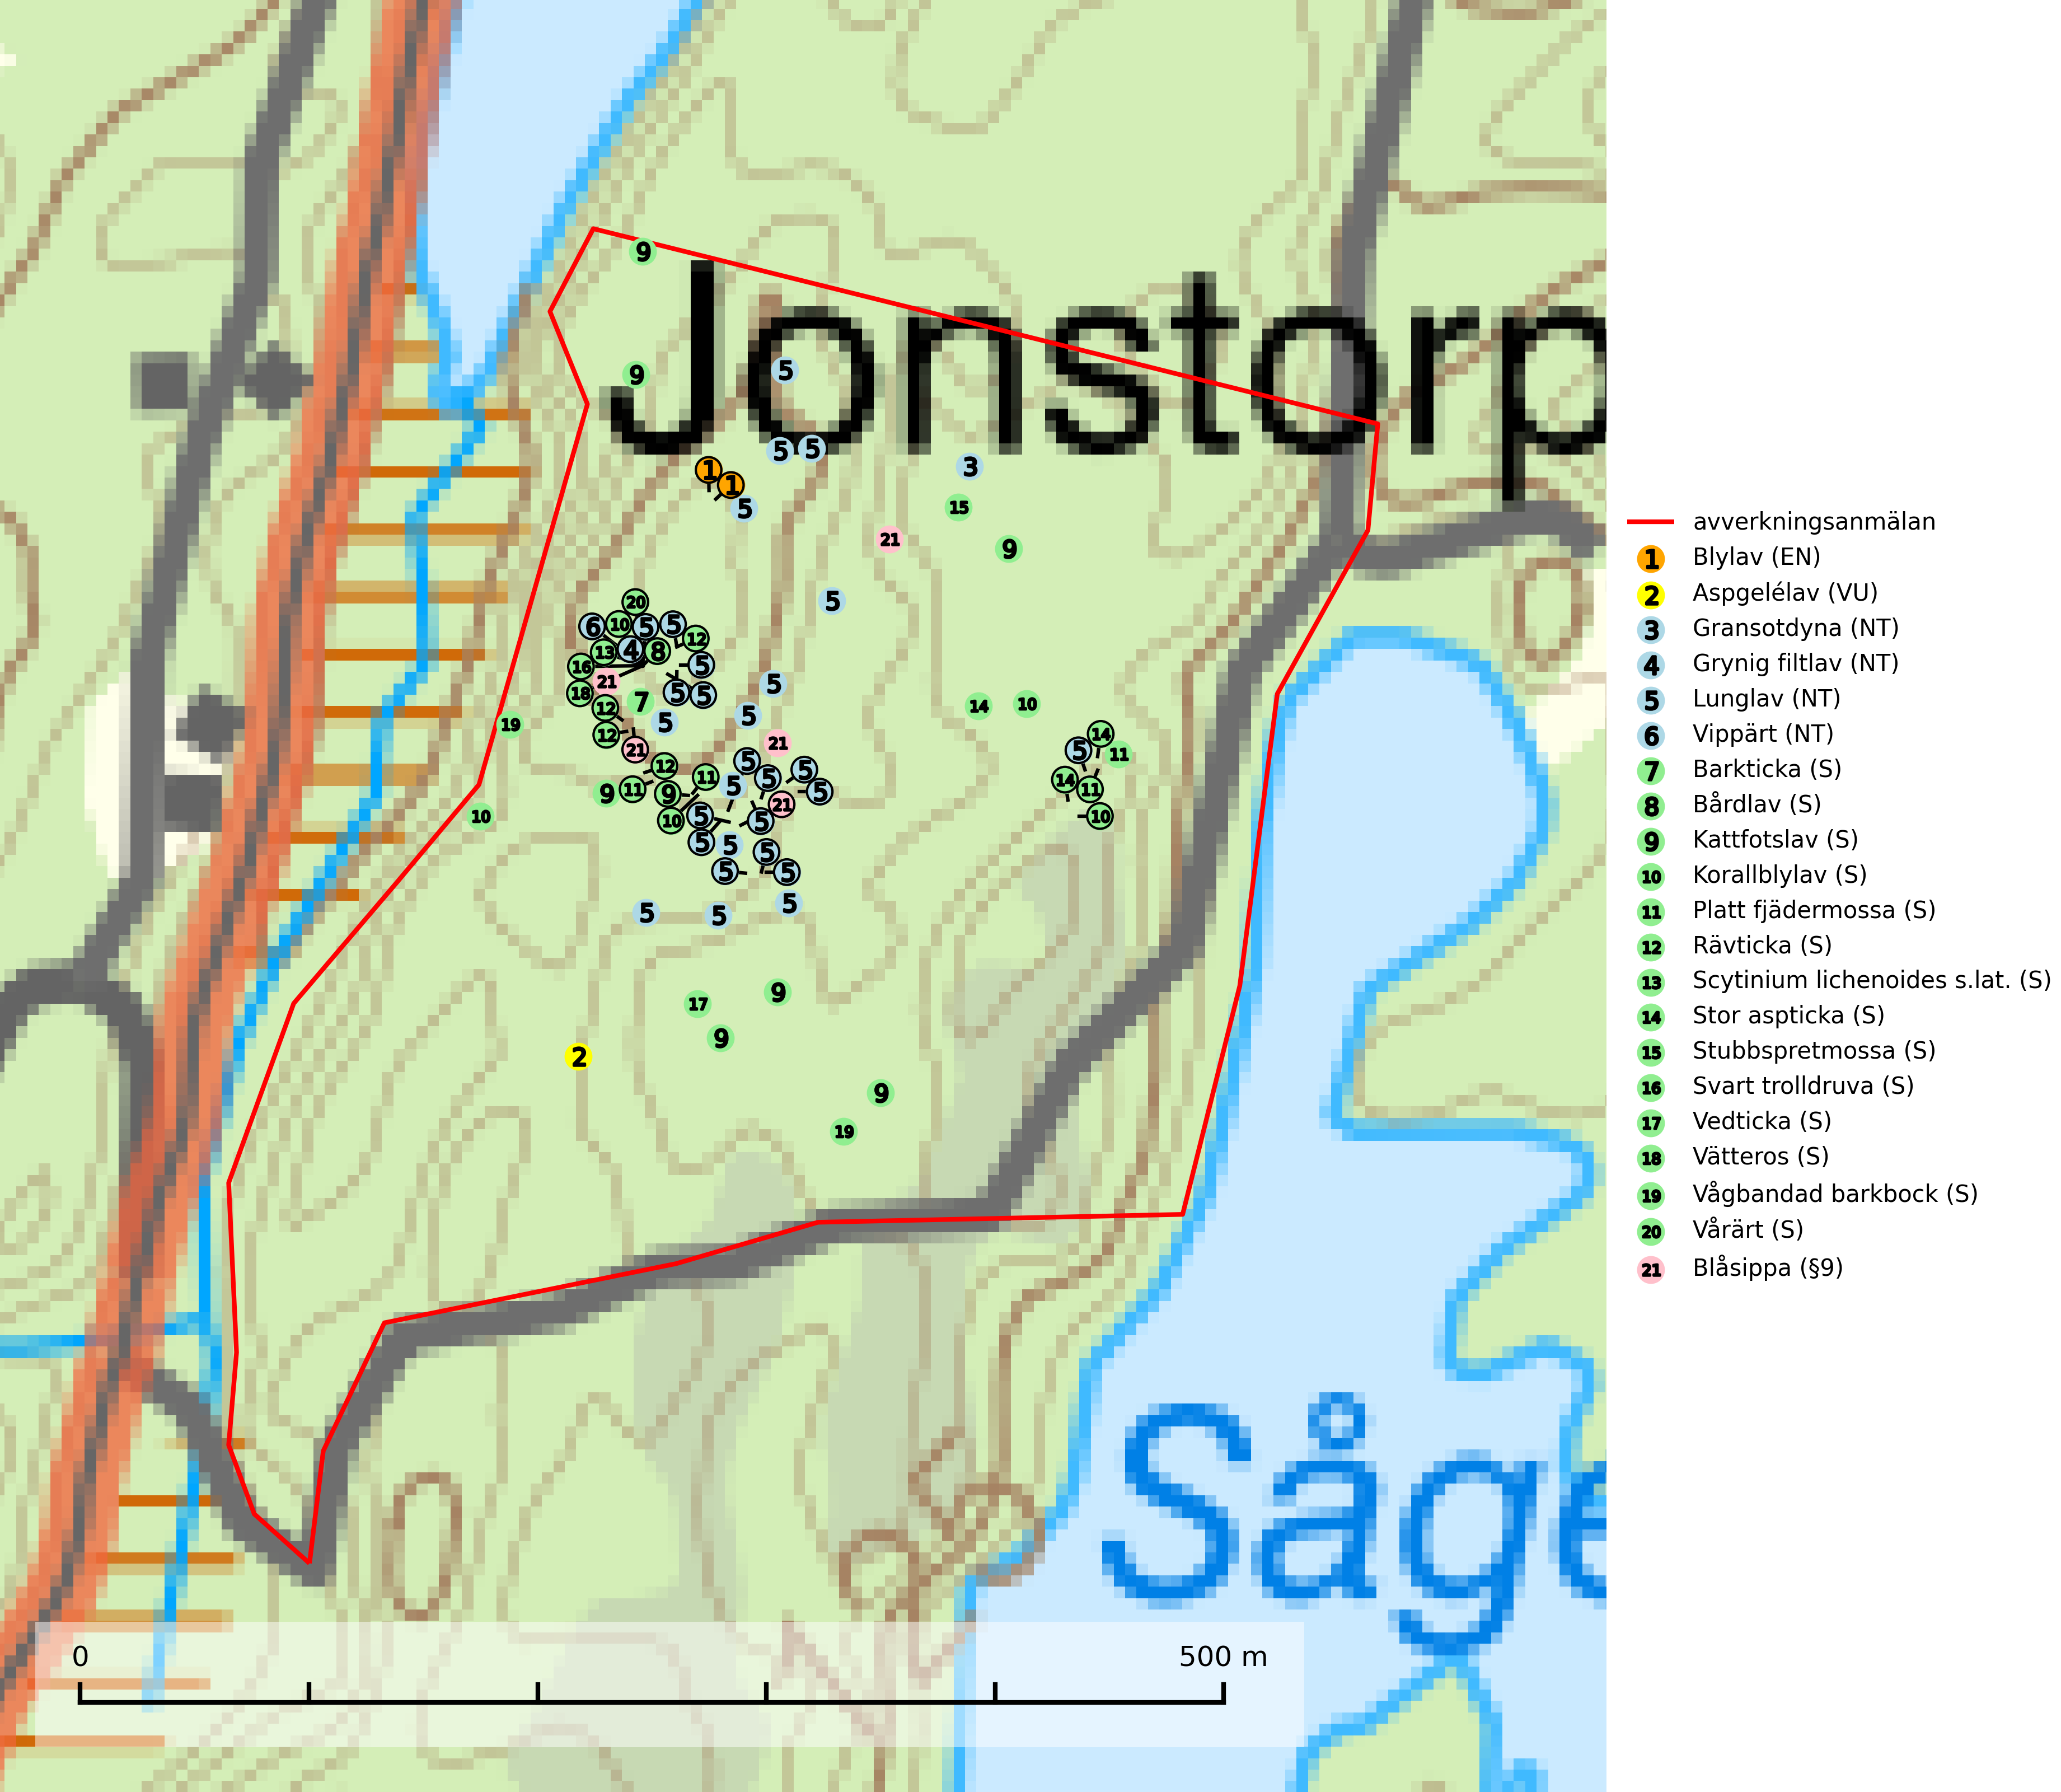 Jonstorp
Såge
0
500 m
avverkningsanmälan
1 Blylav (EN)
2 Aspgelélav (VU)
3 Gransotdyna (NT)
4 Grynig filtlav (NT)
5 Lunglav (NT)
6 Vippärt (NT)
7 Barkticka (S)
8 Bårdlav (S)
9 Kattfotslav (S)
10 Korallblylav (S)
11 Platt fjädermossa (S)
12 Rävticka (S)
13 Scytinium lichenoides s.lat. (S)
14 Stor aspticka (S)
15 Stubbspretmossa (S)
16 Svart trolldruva (S)
17 Vedticka (S)
18 Vätteros (S)
19 Vågbandad barkbock (S)
20 Vårärt (S)
21 Blåsippa (§9)